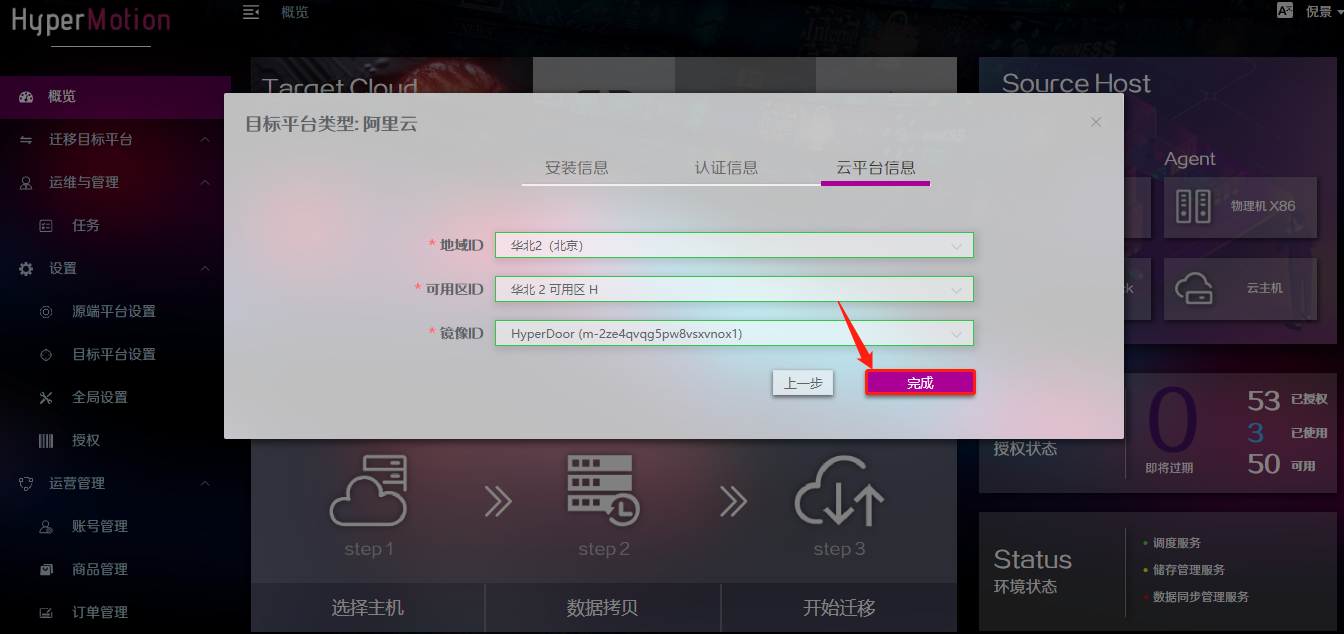 HyperMotion
概览
倪景
概览
迁移目标平台
运维与管理
任务
设置
源端平台设置
目标平台设置
全局设置
授权
运营管理
账号管理
商品管理
订单管理
Target Cloud
目标平台类型: 阿里云
安装信息
认证信息
云平台信息
* 地域ID
华北2（北京）
* 可用区ID
华北 2 可用区 H
* 镜像ID
HyperDoor (m-2ze4qvqg5pw8vsxvnox1)
上一步
完成
step 1
step 2
step 3
选择主机
数据拷贝
开始迁移
Source Host
Agent
物理机 X86
云主机
授权状态
0
即将过期
53 已授权
3 已使用
50 可用
Status
环境状态
调度服务
储存管理服务
数据同步管理服务